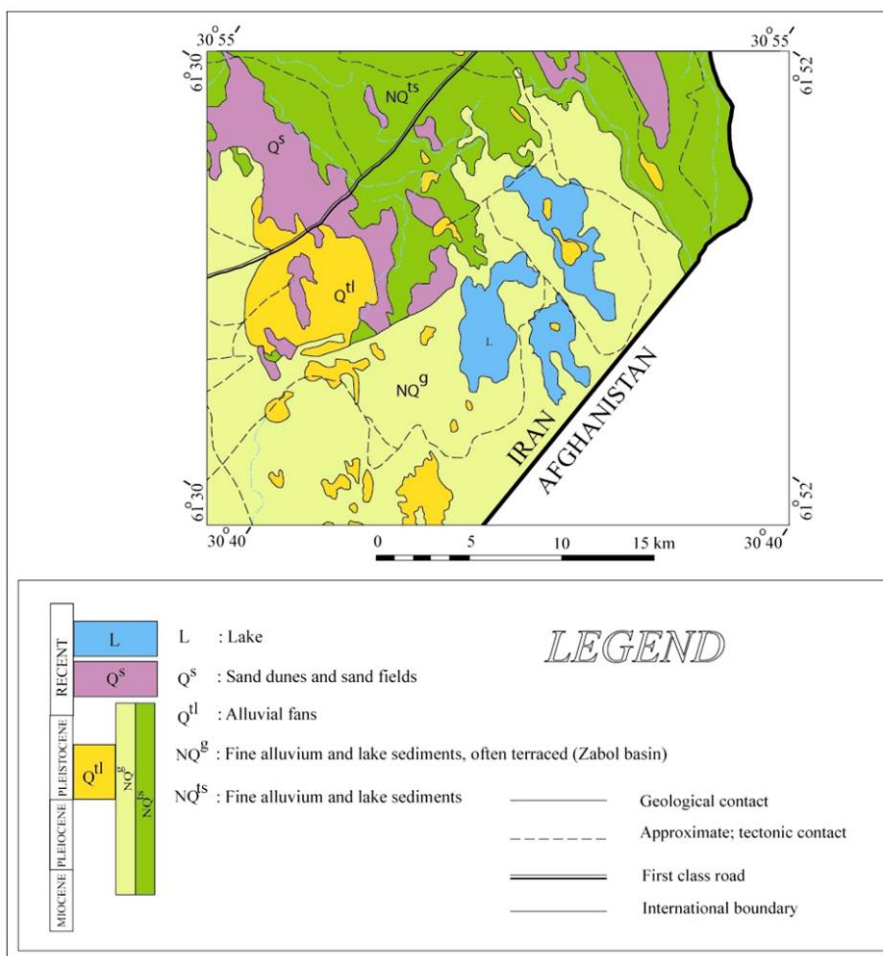 30° 55'
30° 55'
61° 30'
61° 52'
NQts
Qs
Qtl
L
NQg
IRAN
AFGHANISTAN
61° 30'
61° 52'
30° 40'
30° 40'
0 5 10 15 km
LEGEND
RECENT
PLEISTOCENE
PLEIOCENE
MIOCENE
L
Qs
Qtl
NQg
NQts
L : Lake
Qs : Sand dunes and sand fields
Qtl : Alluvial fans
NQg : Fine alluvium and lake sediments, often terraced (Zabol basin)
NQts : Fine alluvium and lake sediments
Geological contact
Approximate; tectonic contact
First class road
International boundary